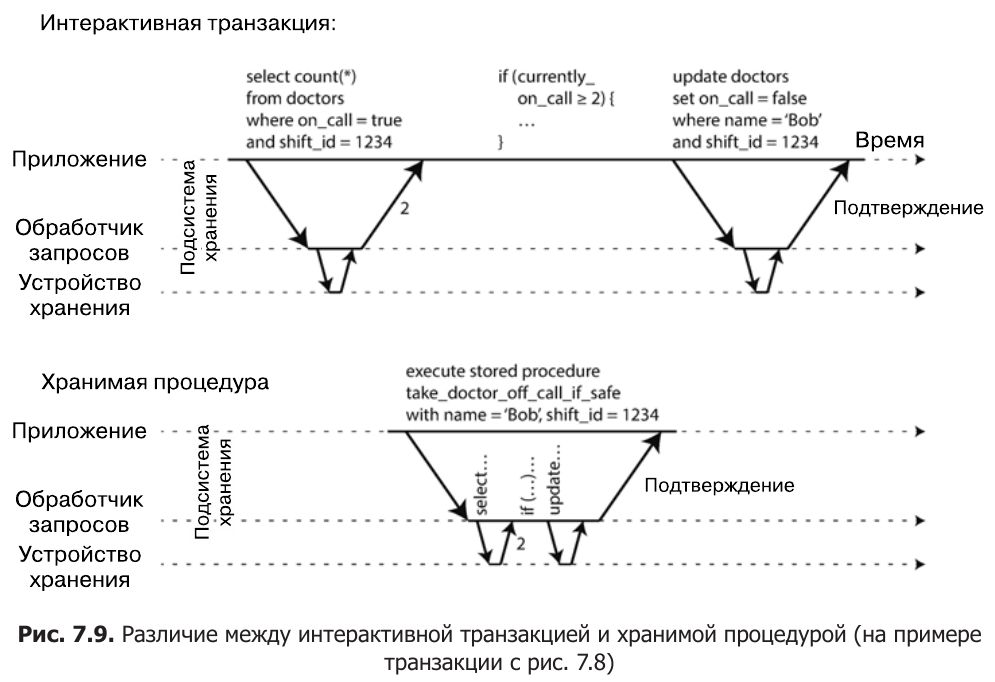 Интерактивная транзакция:
select count(*)
from doctors
where on_call = true
and shift_id = 1234
if (currently_
on_call ≥ 2) {
...
}
update doctors
set on_call = false
where name = ‘Bob’
and shift_id = 1234
Время
Приложение
Подсистема
хранения
2
Подтверждение
Обработчик
запросов
Устройство
хранения
Хранимая процедура
execute stored procedure
take_doctor_off_call_if_safe
with name = ‘Bob’, shift_id = 1234
Приложение
Подсистема
хранения
select...
if (...)...
update...
Подтверждение
Обработчик
запросов
2
Устройство
хранения
Рис. 7.9. Различие между интерактивной транзакцией и хранимой процедурой (на примере
транзакции с рис. 7.8)